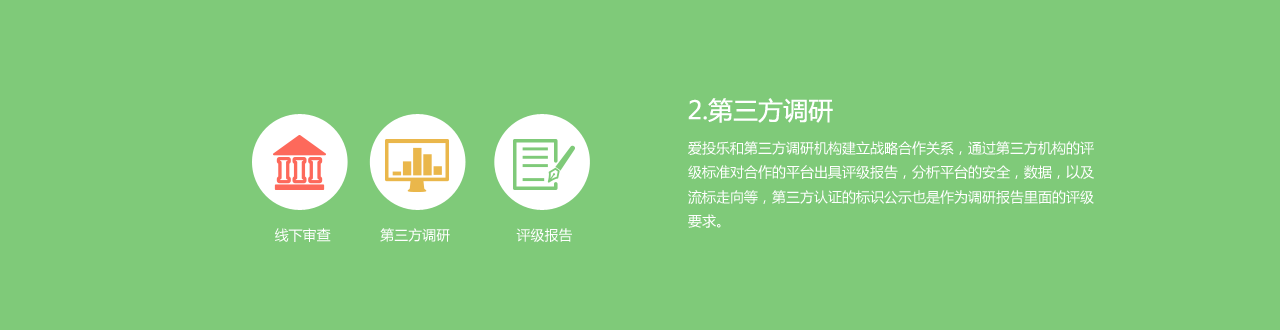 2.第三方调研
爱投乐和第三方调研机构建立战略合作关系，通过第三方机构的评
级标准对合作的平台出具评级报告，分析平台的安全，数据，以及
流标走向等，第三方认证的标识公示也是作为调研报告里面的评级
要求。
线下审查
第三方调研
评级报告